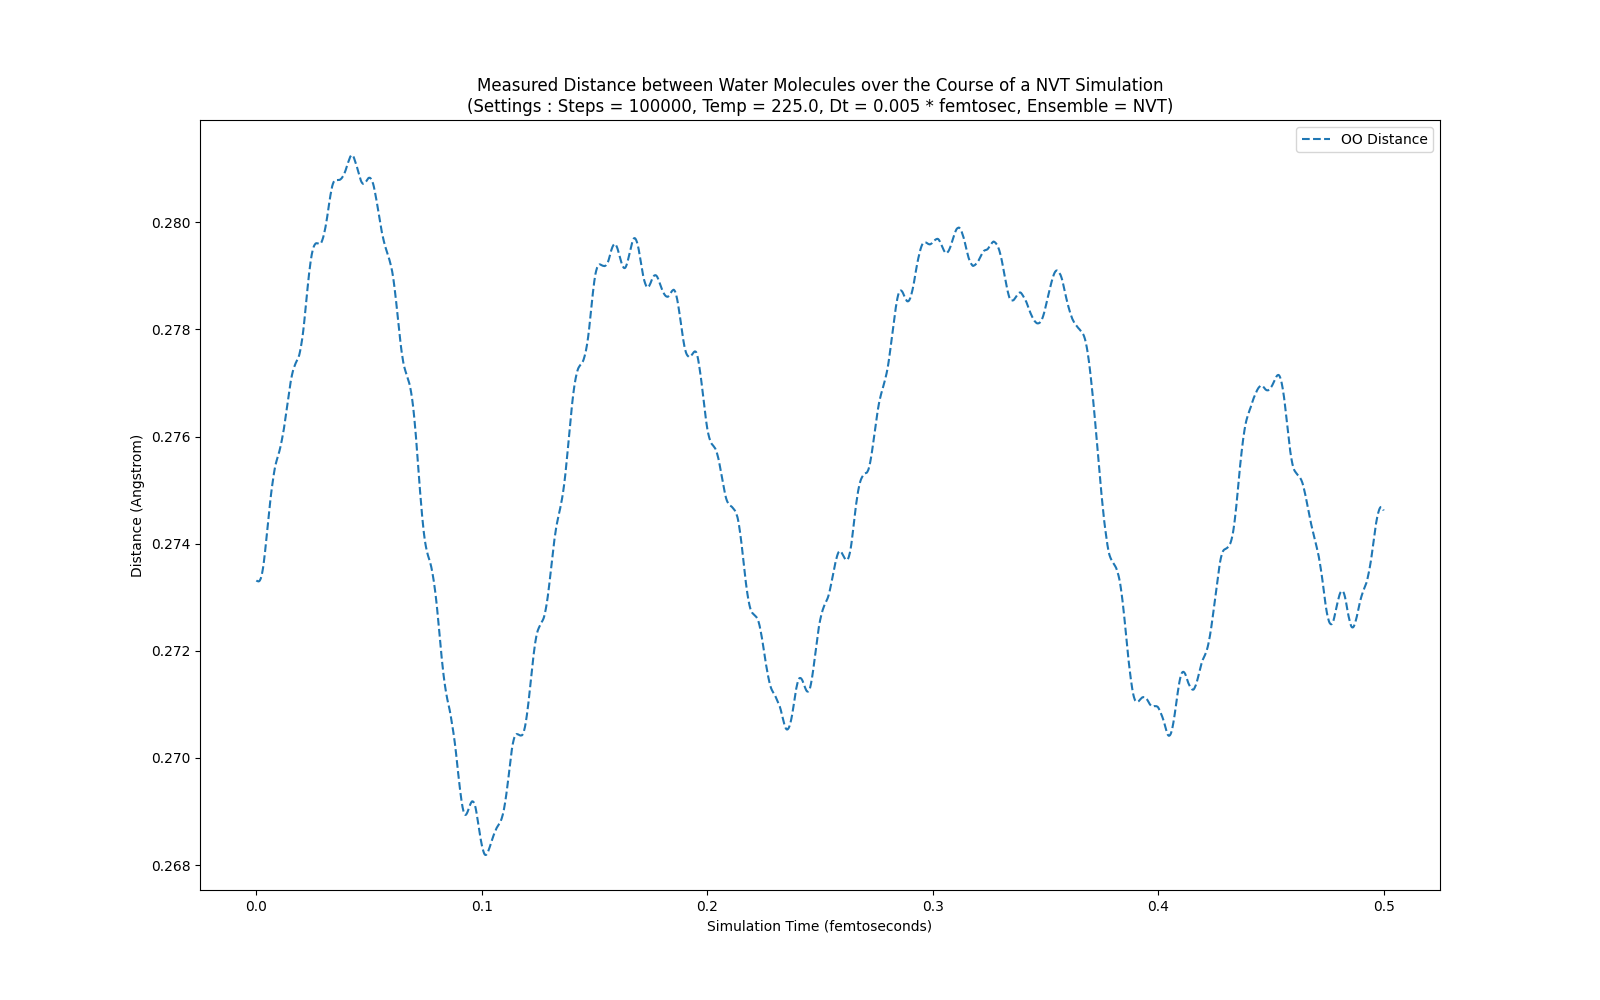 Measured Distance between Water Molecules over the Course of a NVT Simulation
(Settings : Steps = 100000, Temp = 225.0, Dt = 0.005 * femtosec, Ensemble = NVT)
OO Distance
Distance (Angstrom)
0.280
0.278
0.276
0.274
0.272
0.270
0.268
0.0
0.1
0.2
0.3
0.4
0.5
Simulation Time (femtoseconds)